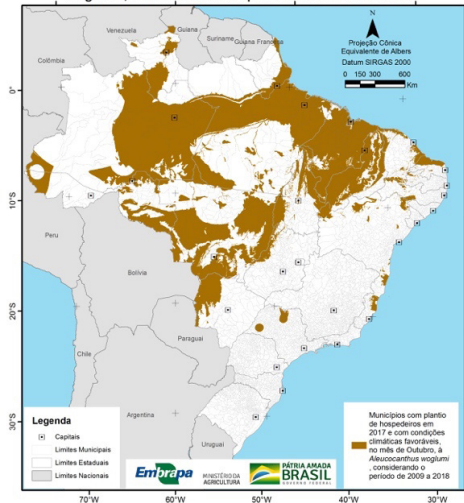 Venezuela
Guiana
Suriname
Guiana Francesa
Colômbia
N
Projeção Cônica
Equivalente de Albers
Datum SIRGAS 2000
0 150 300 600
Km
0°
10°S
20°S
30°S
Peru
Bolívia
Paraguai
Chile
Argentina
Uruguai
Legenda
Capitais
Limites Municipais
Limites Estaduais
Limites Nacionais
Embrapa
MINISTÉRIO DA
AGRICULTURA
PÁTRIA AMADA
BRASIL
GOVERNO FEDERAL
Municípios com plantio
de hospedeiros em
2017 e com condições
climáticas favoráveis,
no mês de Outubro, à
Aleucocanthus woglumi
, considerando o
período de 2009 a 2018
70°W
60°W
50°W
40°W
30°W